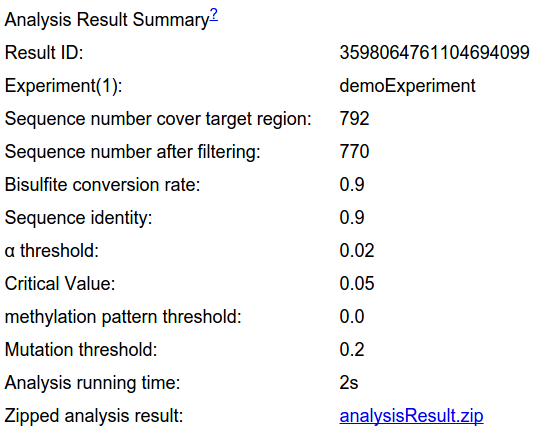 Analysis Result Summary?
Result ID: 3598064761104694099
Experiment(1): demoExperiment
Sequence number cover target region: 792
Sequence number after filtering: 770
Bisulfite conversion rate: 0.9
Sequence identity: 0.9
α threshold: 0.02
Critical Value: 0.05
methylation pattern threshold: 0.0
Mutation threshold: 0.2
Analysis running time: 2s
Zipped analysis result: analysisResult.zip